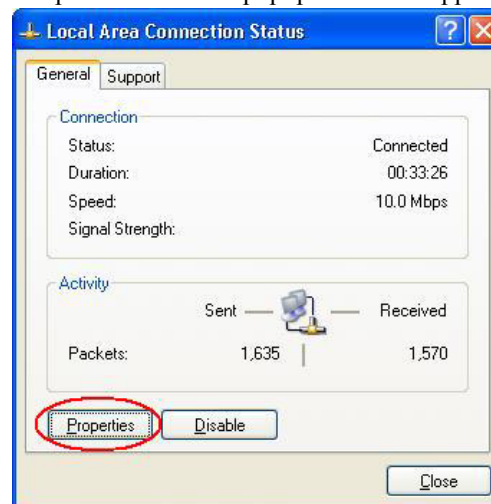 Local Area Connection Status
General Support
Connection
Status: Connected
Duration: 00:33:26
Speed: 10.0 Mbps
Signal Strength:
Activity
Sent Received
Packets: 1,635 1,570
Properties Disable
Close